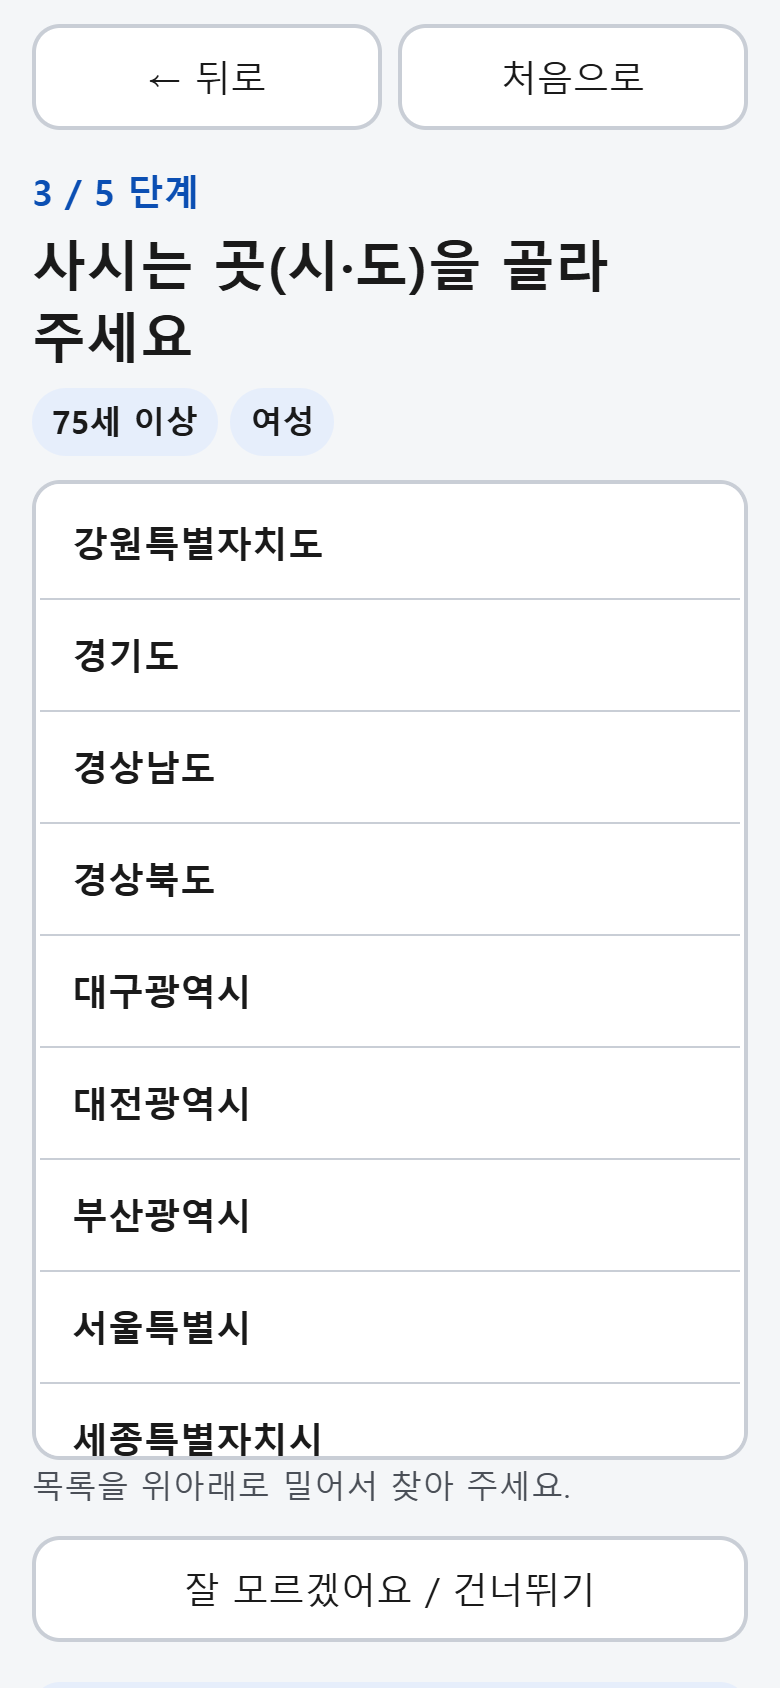 ← 뒤로
처음으로
3 / 5 단계
사시는 곳(시·도)을 골라
주세요
75세 이상
여성
강원특별자치도
경기도
경상남도
경상북도
대구광역시
대전광역시
부산광역시
서울특별시
세종특별자치시
목록을 위아래로 밀어서 찾아 주세요.
잘 모르겠어요 / 건너뛰기